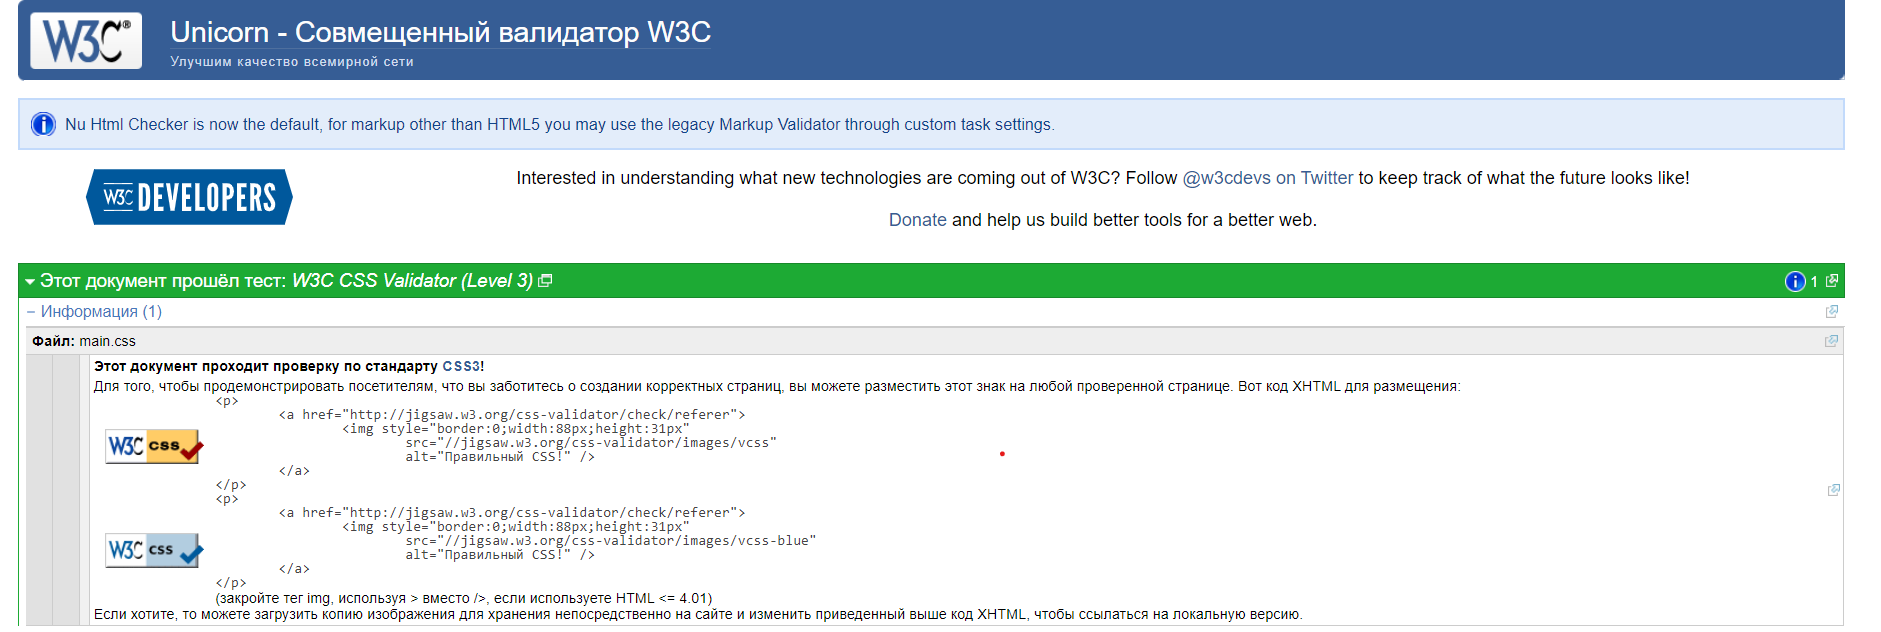 W3C®
Unicorn - Совмещенный валидатор W3C
Улучшим качество всемирной сети
Nu Html Checker is now the default, for markup other than HTML5 you may use the legacy Markup Validator through custom task settings.
W3C DEVELOPERS
Interested in understanding what new technologies are coming out of W3C? Follow @w3cdevs on Twitter to keep track of what the future looks like!
Donate and help us build better tools for a better web.
Этот документ прошёл тест: W3C CSS Validator (Level 3)
1
− Информация (1)
Файл: main.css
Этот документ проходит проверку по стандарту CSS3!
Для того, чтобы продемонстрировать посетителям, что вы заботитесь о создании корректных страниц, вы можете разместить этот знак на любой проверенной странице. Вот код XHTML для размещения:
W3C css
<p>
<a href="http://jigsaw.w3.org/css-validator/check/referer">
<img style="border:0;width:88px;height:31px"
src="//jigsaw.w3.org/css-validator/images/vcss"
alt="Правильный CSS!" />
</a>
</p>
W3C css
<p>
<a href="http://jigsaw.w3.org/css-validator/check/referer">
<img style="border:0;width:88px;height:31px"
src="//jigsaw.w3.org/css-validator/images/vcss-blue"
alt="Правильный CSS!" />
</a>
</p>
(закройте тег img, используя > вместо />, если используете HTML <= 4.01)
Если хотите, то можете загрузить копию изображения для хранения непосредственно на сайте и изменить приведенный выше код XHTML, чтобы ссылаться на локальную версию.